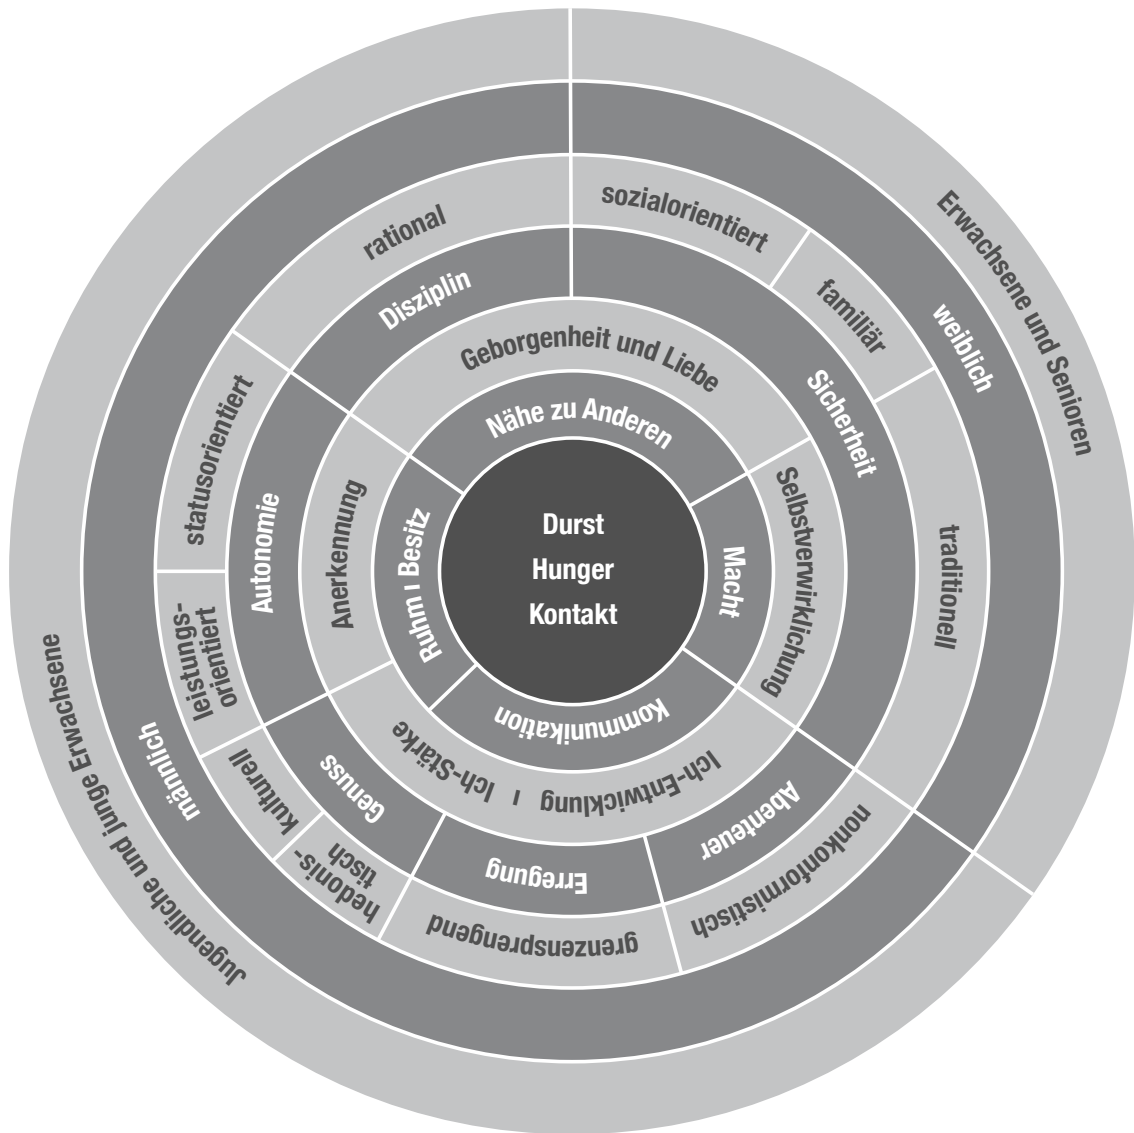 Durst
Hunger
Kontakt
Nähe zu Anderen
Macht
Kommunikation
Ruhm I Besitz
Geborgenheit und Liebe
Selbstverwirklichung
Ich-Entwicklung I Ich-Stärke
Anerkennung
Sicherheit
Abenteuer
Erregung
Genuss
Autonomie
Disziplin
sozialorientiert
familiär
traditionell
nonkonformistisch
grenzensprengend
hedonis-
tisch
kulturell
leistungs-
orientiert
statusorientiert
rational
weiblich
männlich
Erwachsene und Senioren
Jugendliche und junge Erwachsene